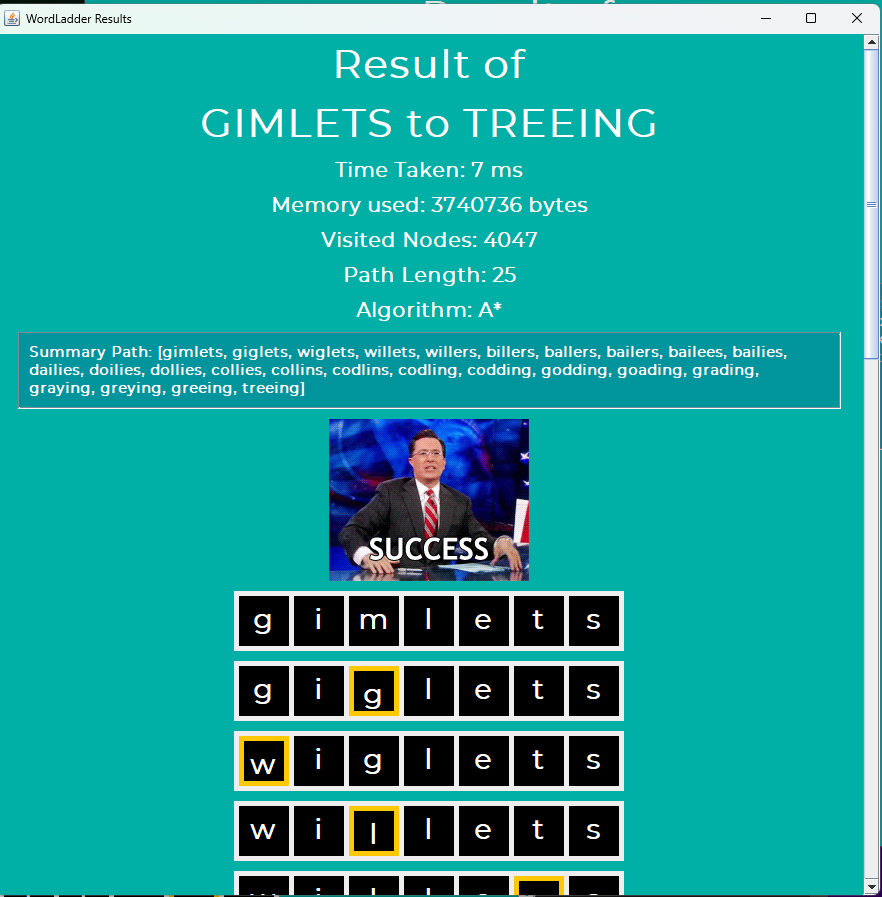 WordLadder Results
Result of
GIMLETS to TREEING
Time Taken: 7 ms
Memory used: 3740736 bytes
Visited Nodes: 4047
Path Length: 25
Algorithm: A*
Summary Path: [gimlets, giglets, wiglets, willets, willers, billers, ballers, bailers, bailees, bailies,
dailies, doilies, dollies, collies, collins, codlins, codling, codding, godding, goading, grading,
graying, greying, greeing, treeing]
SUCCESS
g i m l e t s
g i g l e t s
w i g l e t s
w i l l e t s